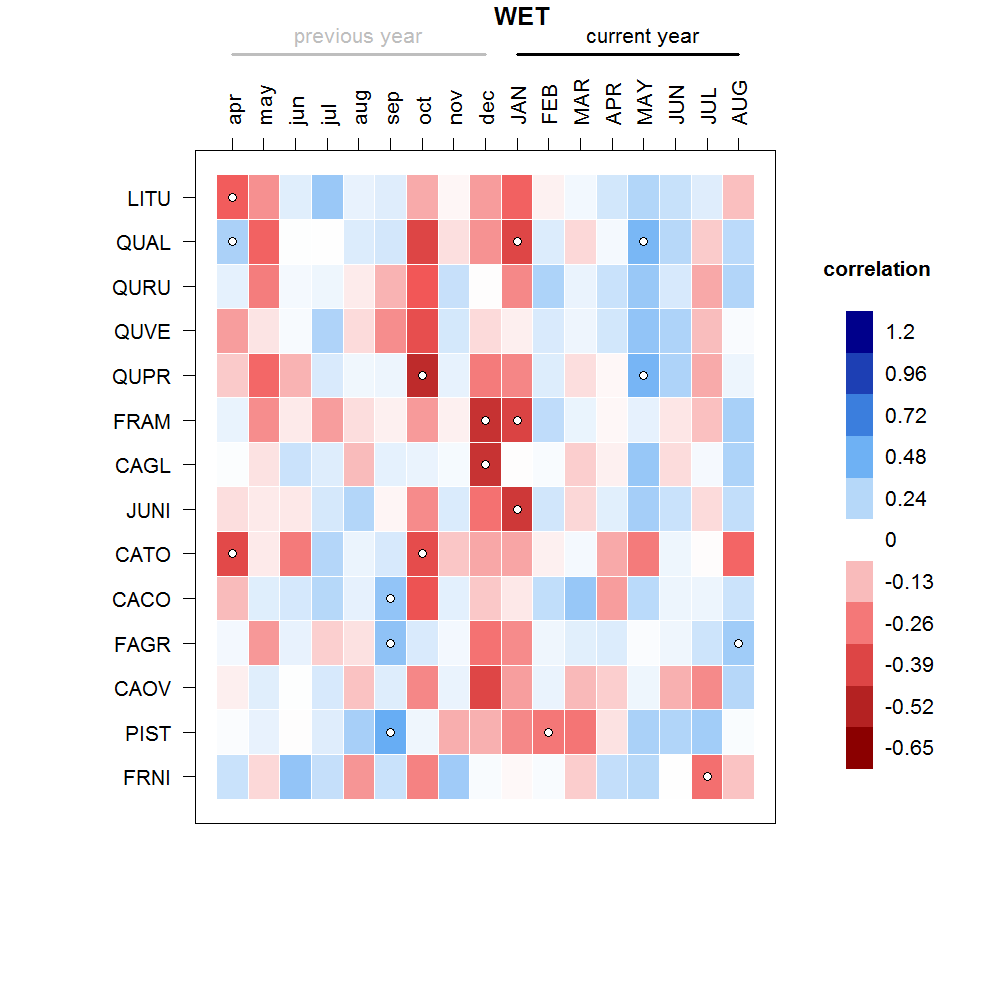 WET
previous year current year
apr may jun jul aug sep oct nov dec JAN FEB MAR APR MAY JUN JUL AUG
LITU
QUAL
QURU
QUVE
QUPR
FRAM
CAGL
JUNI
CATO
CACO
FAGR
CAOV
PIST
FRNI
correlation
1.2
0.96
0.72
0.48
0.24
0
-0.13
-0.26
-0.39
-0.52
-0.65